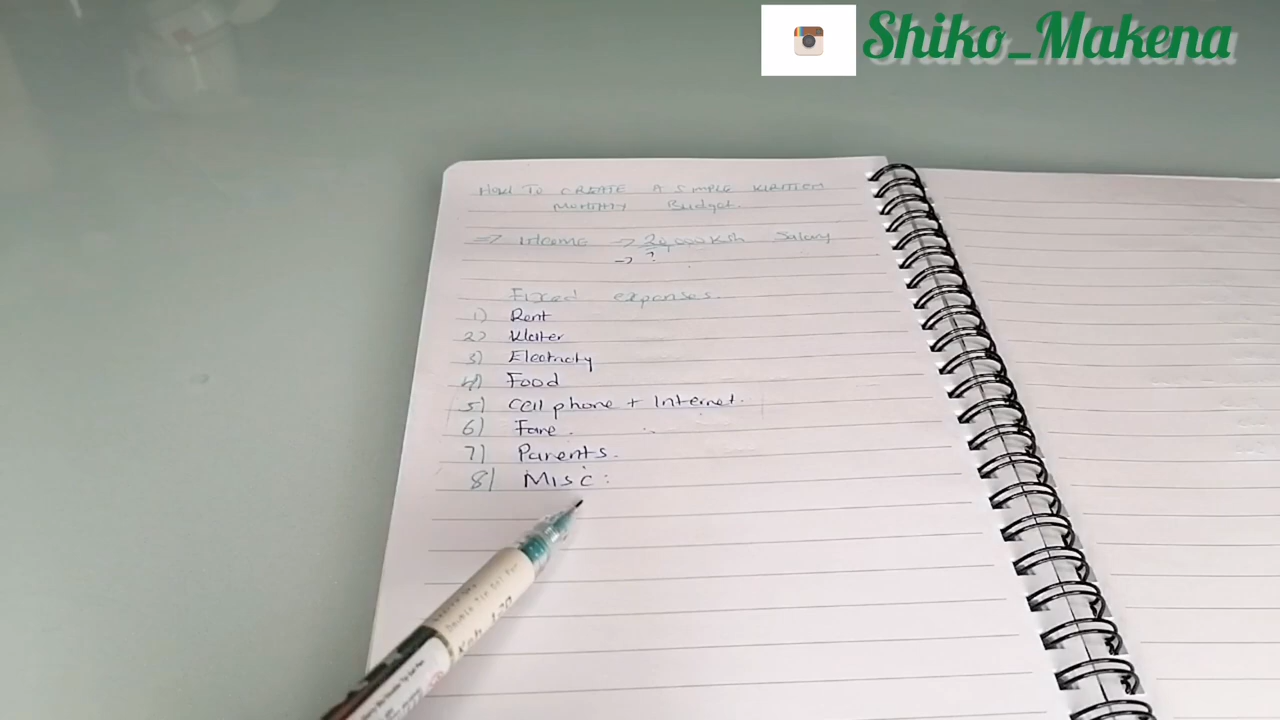 Shiko_Makena
How To CREATE A Simple WRITTEN
Monthly Budget.
=> Income -> 20,000Ksh Salary
-> ?
Fixed expenses.
1) Rent
2) Water
3) Electricity
4) Food
5) Cell phone + Internet.
6) Fare.
7) Parents.
8) Misc: